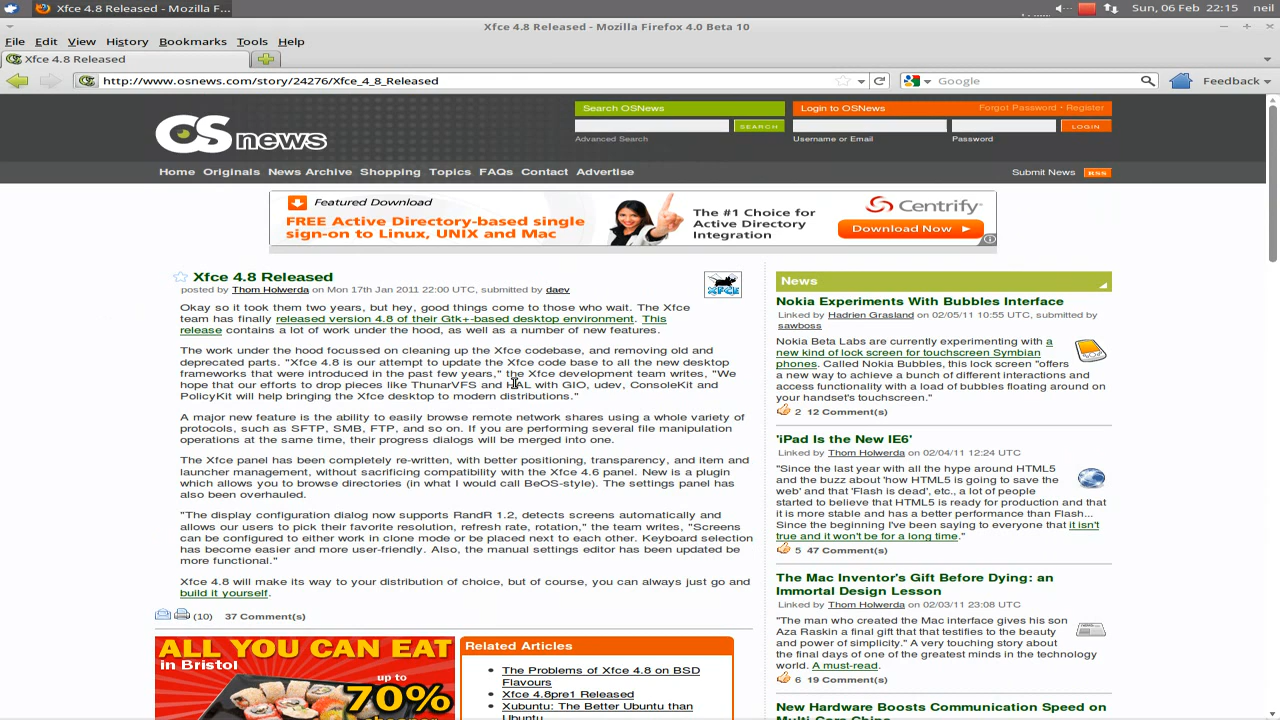 Xfce 4.8 Released - Mozilla F...
Sun, 06 Feb 22:15 neil
Xfce 4.8 Released - Mozilla Firefox 4.0 Beta 10
File Edit View History Bookmarks Tools Help
Xfce 4.8 Released
http://www.osnews.com/story/24276/Xfce_4_8_Released
Google
Feedback
Search OSNews
SEARCH
Advanced Search
Login to OSNews
Forgot Password • Register
LOGIN
Username or Email
Password
OSnews
Home Originals News Archive Shopping Topics FAQs Contact Advertise
Submit News RSS
Featured Download
FREE Active Directory-based single
sign-on to Linux, UNIX and Mac
The #1 Choice for
Active Directory
Integration
Centrify
Download Now
Xfce 4.8 Released
posted by Thom Holwerda on Mon 17th Jan 2011 22:00 UTC, submitted by daev
XFCE
Okay so it took them two years, but hey, good things come to those who wait. The Xfce
team has finally released version 4.8 of their Gtk+-based desktop environment. This
release contains a lot of work under the hood, as well as a number of new features.
The work under the hood focussed on cleaning up the Xfce codebase, and removing old and
deprecated parts. "Xfce 4.8 is our attempt to update the Xfce code base to all the new desktop
frameworks that were introduced in the past few years," the Xfce development team writes, "We
hope that our efforts to drop pieces like ThunarVFS and HAL with GIO, udev, ConsoleKit and
PolicyKit will help bringing the Xfce desktop to modern distributions."
A major new feature is the ability to easily browse remote network shares using a whole variety of
protocols, such as SFTP, SMB, FTP, and so on. If you are performing several file manipulation
operations at the same time, their progress dialogs will be merged into one.
The Xfce panel has been completely re-written, with better positioning, transparency, and item and
launcher management, without sacrificing compatibility with the Xfce 4.6 panel. New is a plugin
which allows you to browse directories (in what I would call BeOS-style). The settings panel has
also been overhauled.
"The display configuration dialog now supports RandR 1.2, detects screens automatically and
allows our users to pick their favorite resolution, refresh rate, rotation," the team writes, "Screens
can be configured to either work in clone mode or be placed next to each other. Keyboard selection
has become easier and more user-friendly. Also, the manual settings editor has been updated be
more functional."
Xfce 4.8 will make its way to your distribution of choice, but of course, you can always just go and
build it yourself.
(10) 37 Comment(s)
ALL YOU CAN EAT
in Bristol
up to
70%
Related Articles
The Problems of Xfce 4.8 on BSD
Flavours
Xfce 4.8pre1 Released
Xubuntu: The Better Ubuntu than
Ubuntu
News
Nokia Experiments With Bubbles Interface
Linked by Hadrien Grasland on 02/05/11 10:55 UTC, submitted by
sawboss
Nokia Beta Labs are currently experimenting with a
new kind of lock screen for touchscreen Symbian
phones. Called Nokia Bubbles, this lock screen "offers
a new way to achieve a bunch of different interactions and
access functionality with a load of bubbles floating around on
your handset's touchscreen."
2 12 Comment(s)
'iPad Is the New IE6'
Linked by Thom Holwerda on 02/04/11 12:24 UTC
"Since the last year with all the hype around HTML5
and the buzz about 'how HTML5 is going to save the
web' and that 'Flash is dead', etc., a lot of people
started to believe that HTML5 is ready for production and that
it is more stable and has a better performance than Flash...
Since the beginning I've been saying to everyone that it isn't
true and it won't be for a long time."
5 47 Comment(s)
The Mac Inventor's Gift Before Dying: an
Immortal Design Lesson
Linked by Thom Holwerda on 02/03/11 23:08 UTC
"The man who created the Mac interface gives his son
Aza Raskin a final gift that that testifies to the beauty
and power of simplicity." A very touching story about
the final days of one of the greatest minds in the technology
world. A must-read.
6 19 Comment(s)
New Hardware Boosts Communication Speed on